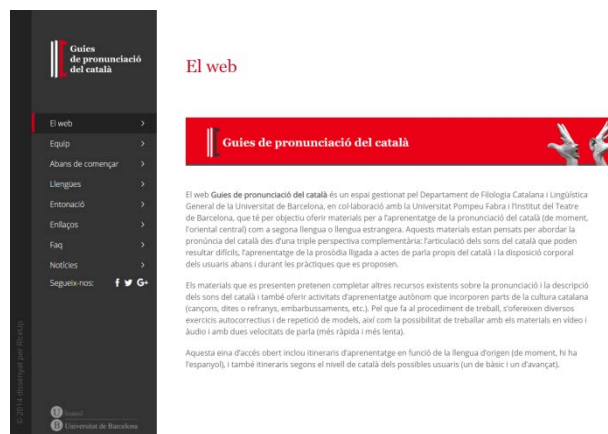 Guies
de pronunciació
del català
El web
Equip
Abans de començar
Llengües
Entonació
Enllaços
Faq
Notícies
Segueix-nos:
© 2014 dissenyat per
Universitat de Barcelona
El web
Guies de pronunciació del català
El web Guies de pronunciació del català és un espai gestionat pel Departament de Filologia Catalana i Lingüística
General de la Universitat de Barcelona, en col·laboració amb la Universitat Pompeu Fabra i l'Institut del Teatre
de Barcelona, que té per objectiu oferir materials per a l'aprenentatge de la pronunciació del català (de moment,
l'oriental central) com a segona llengua o llengua estrangera. Aquests materials estan pensats per abordar la
pronúncia del català des d'una triple perspectiva complementària: l'articulació dels sons del català que poden
resultar difícils, l'aprenentatge de la prosòdia lligada a actes de parla propis del català i la disposició corporal
dels usuaris abans i durant les pràctiques que es proposen.
Els materials que es presenten pretenen completar altres recursos existents sobre la pronunciació i la descripció
dels sons del català i també oferir activitats d'aprenentatge autònom que incorporen parts de la cultura catalana
(cançons, dites o refranys, embarbussaments, etc.). Pel que fa al procediment de treball, s'ofereixen diversos
exercicis autocorrectius i de repetició de models, així com la possibilitat de treballar amb els materials en vídeo i
àudio i amb dues velocitats de parla (més ràpida i més lenta).
Aquesta eina d'accés obert inclou itineraris d'aprenentatge en funció de la llengua d'origen (de moment, hi ha
l'espanyol), i també itineraris segons el nivell de català dels possibles usuaris (un de bàsic i un d'avançat).